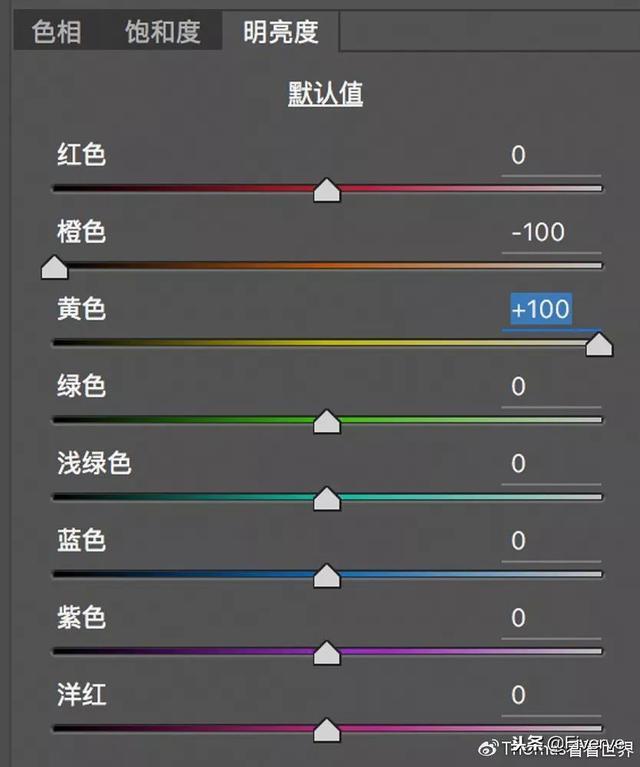 色相 饱和度 明亮度
默认值
红色 0
橙色 -100
黄色 +100
绿色 0
浅绿色 0
蓝色 0
紫色 0
洋红 0
头条 @Fiverve
@Thomas看看世界